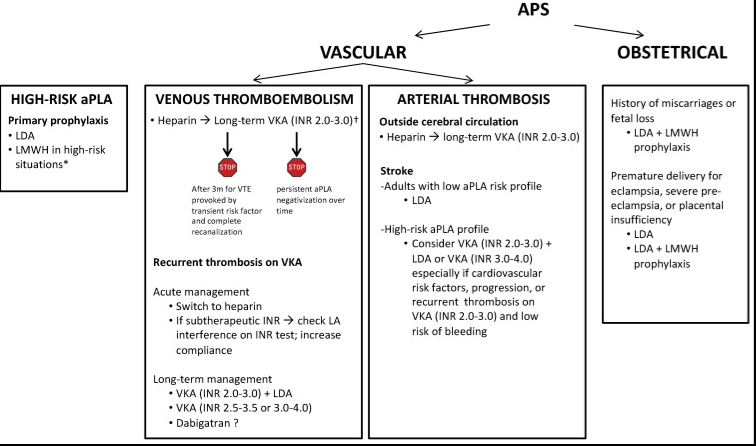 APS
VASCULAR
OBSTETRICAL
HIGH-RISK aPLA
Primary prophylaxis
• LDA
• LMWH in high-risk
situations*
VENOUS THROMBOEMBOLISM
• Heparin → Long-term VKA (INR 2.0-3.0)†
STOP
STOP
After 3m for VTE
provoked by
transient risk factor
and complete
recanalization
persistent aPLA
negativization over
time
Recurrent thrombosis on VKA
Acute management
• Switch to heparin
• If subtherapeutic INR → check LA
interference on INR test; increase
compliance
Long-term management
• VKA (INR 2.0-3.0) + LDA
• VKA (INR 2.5-3.5 or 3.0-4.0)
• Dabigatran ?
ARTERIAL THROMBOSIS
Outside cerebral circulation
• Heparin → long-term VKA (INR 2.0-3.0)
Stroke
-Adults with low aPLA risk profile
• LDA
-High-risk aPLA profile
• Consider VKA (INR 2.0-3.0) +
LDA or VKA (INR 3.0-4.0)
especially if cardiovascular
risk factors, progression, or
recurrent thrombosis on
VKA (INR 2.0-3.0) and low
risk of bleeding
History of miscarriages or
fetal loss
• LDA + LMWH
prophylaxis
Premature delivery for
eclampsia, severe pre-
eclampsia, or placental
insufficiency
• LDA
• LDA + LMWH
prophylaxis